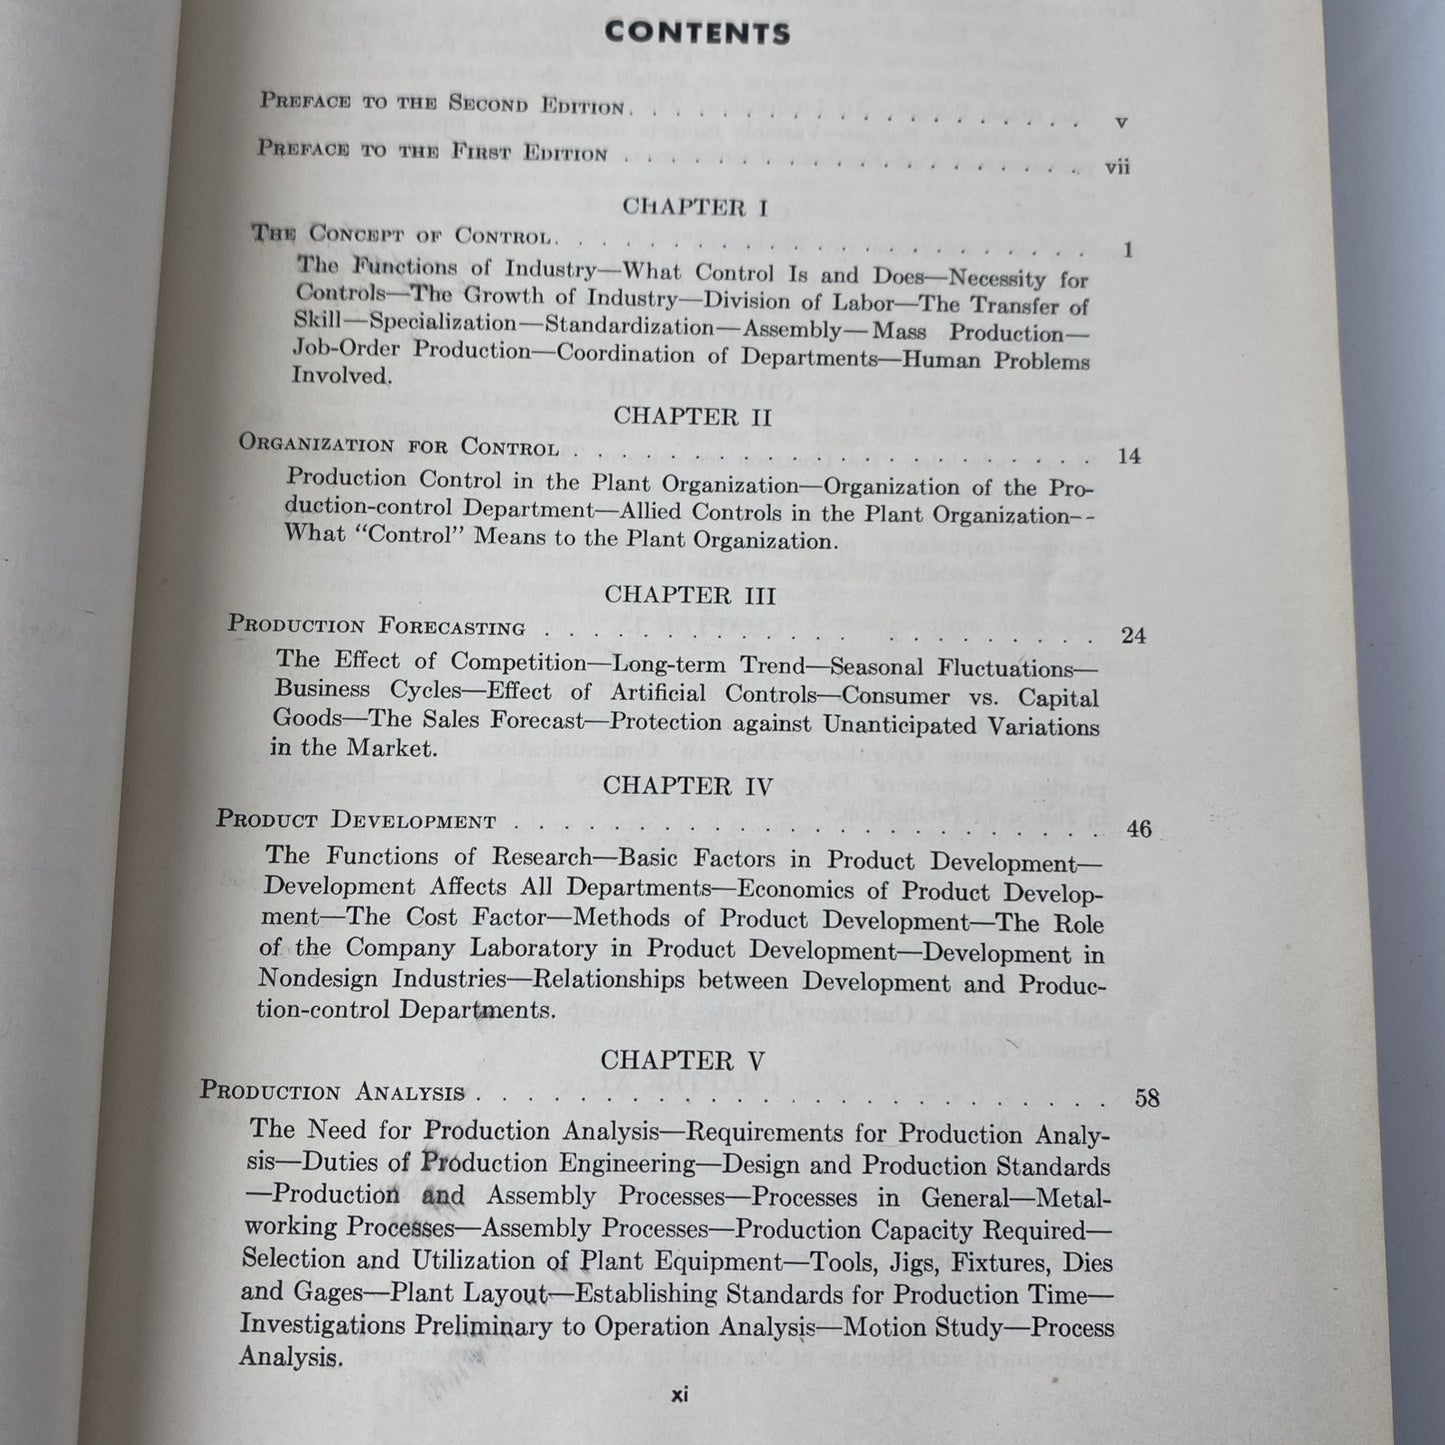 CONTENTS
PREFACE TO THE SECOND EDITION. . . . . . . . . . . . . . . . . . . v
PREFACE TO THE FIRST EDITION . . . . . . . . . . . . . . . . . . . vii
CHAPTER I
THE CONCEPT OF CONTROL. . . . . . . . . . . . . . . . . . . . . . 1
The Functions of Industry—What Control Is and Does—Necessity for
Controls—The Growth of Industry—Division of Labor—The Transfer of
Skill—Specialization—Standardization—Assembly—Mass Production—
Job-Order Production—Coordination of Departments—Human Problems
Involved.
CHAPTER II
ORGANIZATION FOR CONTROL . . . . . . . . . . . . . . . . . . . . . 14
Production Control in the Plant Organization—Organization of the Pro-
duction-control Department—Allied Controls in the Plant Organization--
What “Control” Means to the Plant Organization.
CHAPTER III
PRODUCTION FORECASTING . . . . . . . . . . . . . . . . . . . . . . 24
The Effect of Competition—Long-term Trend—Seasonal Fluctuations—
Business Cycles—Effect of Artificial Controls—Consumer vs. Capital
Goods—The Sales Forecast—Protection against Unanticipated Variations
in the Market.
CHAPTER IV
PRODUCT DEVELOPMENT . . . . . . . . . . . . . . . . . . . . . . . . 46
The Functions of Research—Basic Factors in Product Development—
Development Affects All Departments—Economics of Product Develop-
ment—The Cost Factor—Methods of Product Development—The Role
of the Company Laboratory in Product Development—Development in
Nondesign Industries—Relationships between Development and Produc-
tion-control Departments.
CHAPTER V
PRODUCTION ANALYSIS . . . . . . . . . . . . . . . . . . . . . . . . 58
The Need for Production Analysis—Requirements for Production Analy-
sis—Duties of Production Engineering—Design and Production Standards
—Production and Assembly Processes—Processes in General—Metal-
working Processes—Assembly Processes—Production Capacity Required—
Selection and Utilization of Plant Equipment—Tools, Jigs, Fixtures, Dies
and Gages—Plant Layout—Establishing Standards for Production Time—
Investigations Preliminary to Operation Analysis—Motion Study—Process
Analysis.
xi